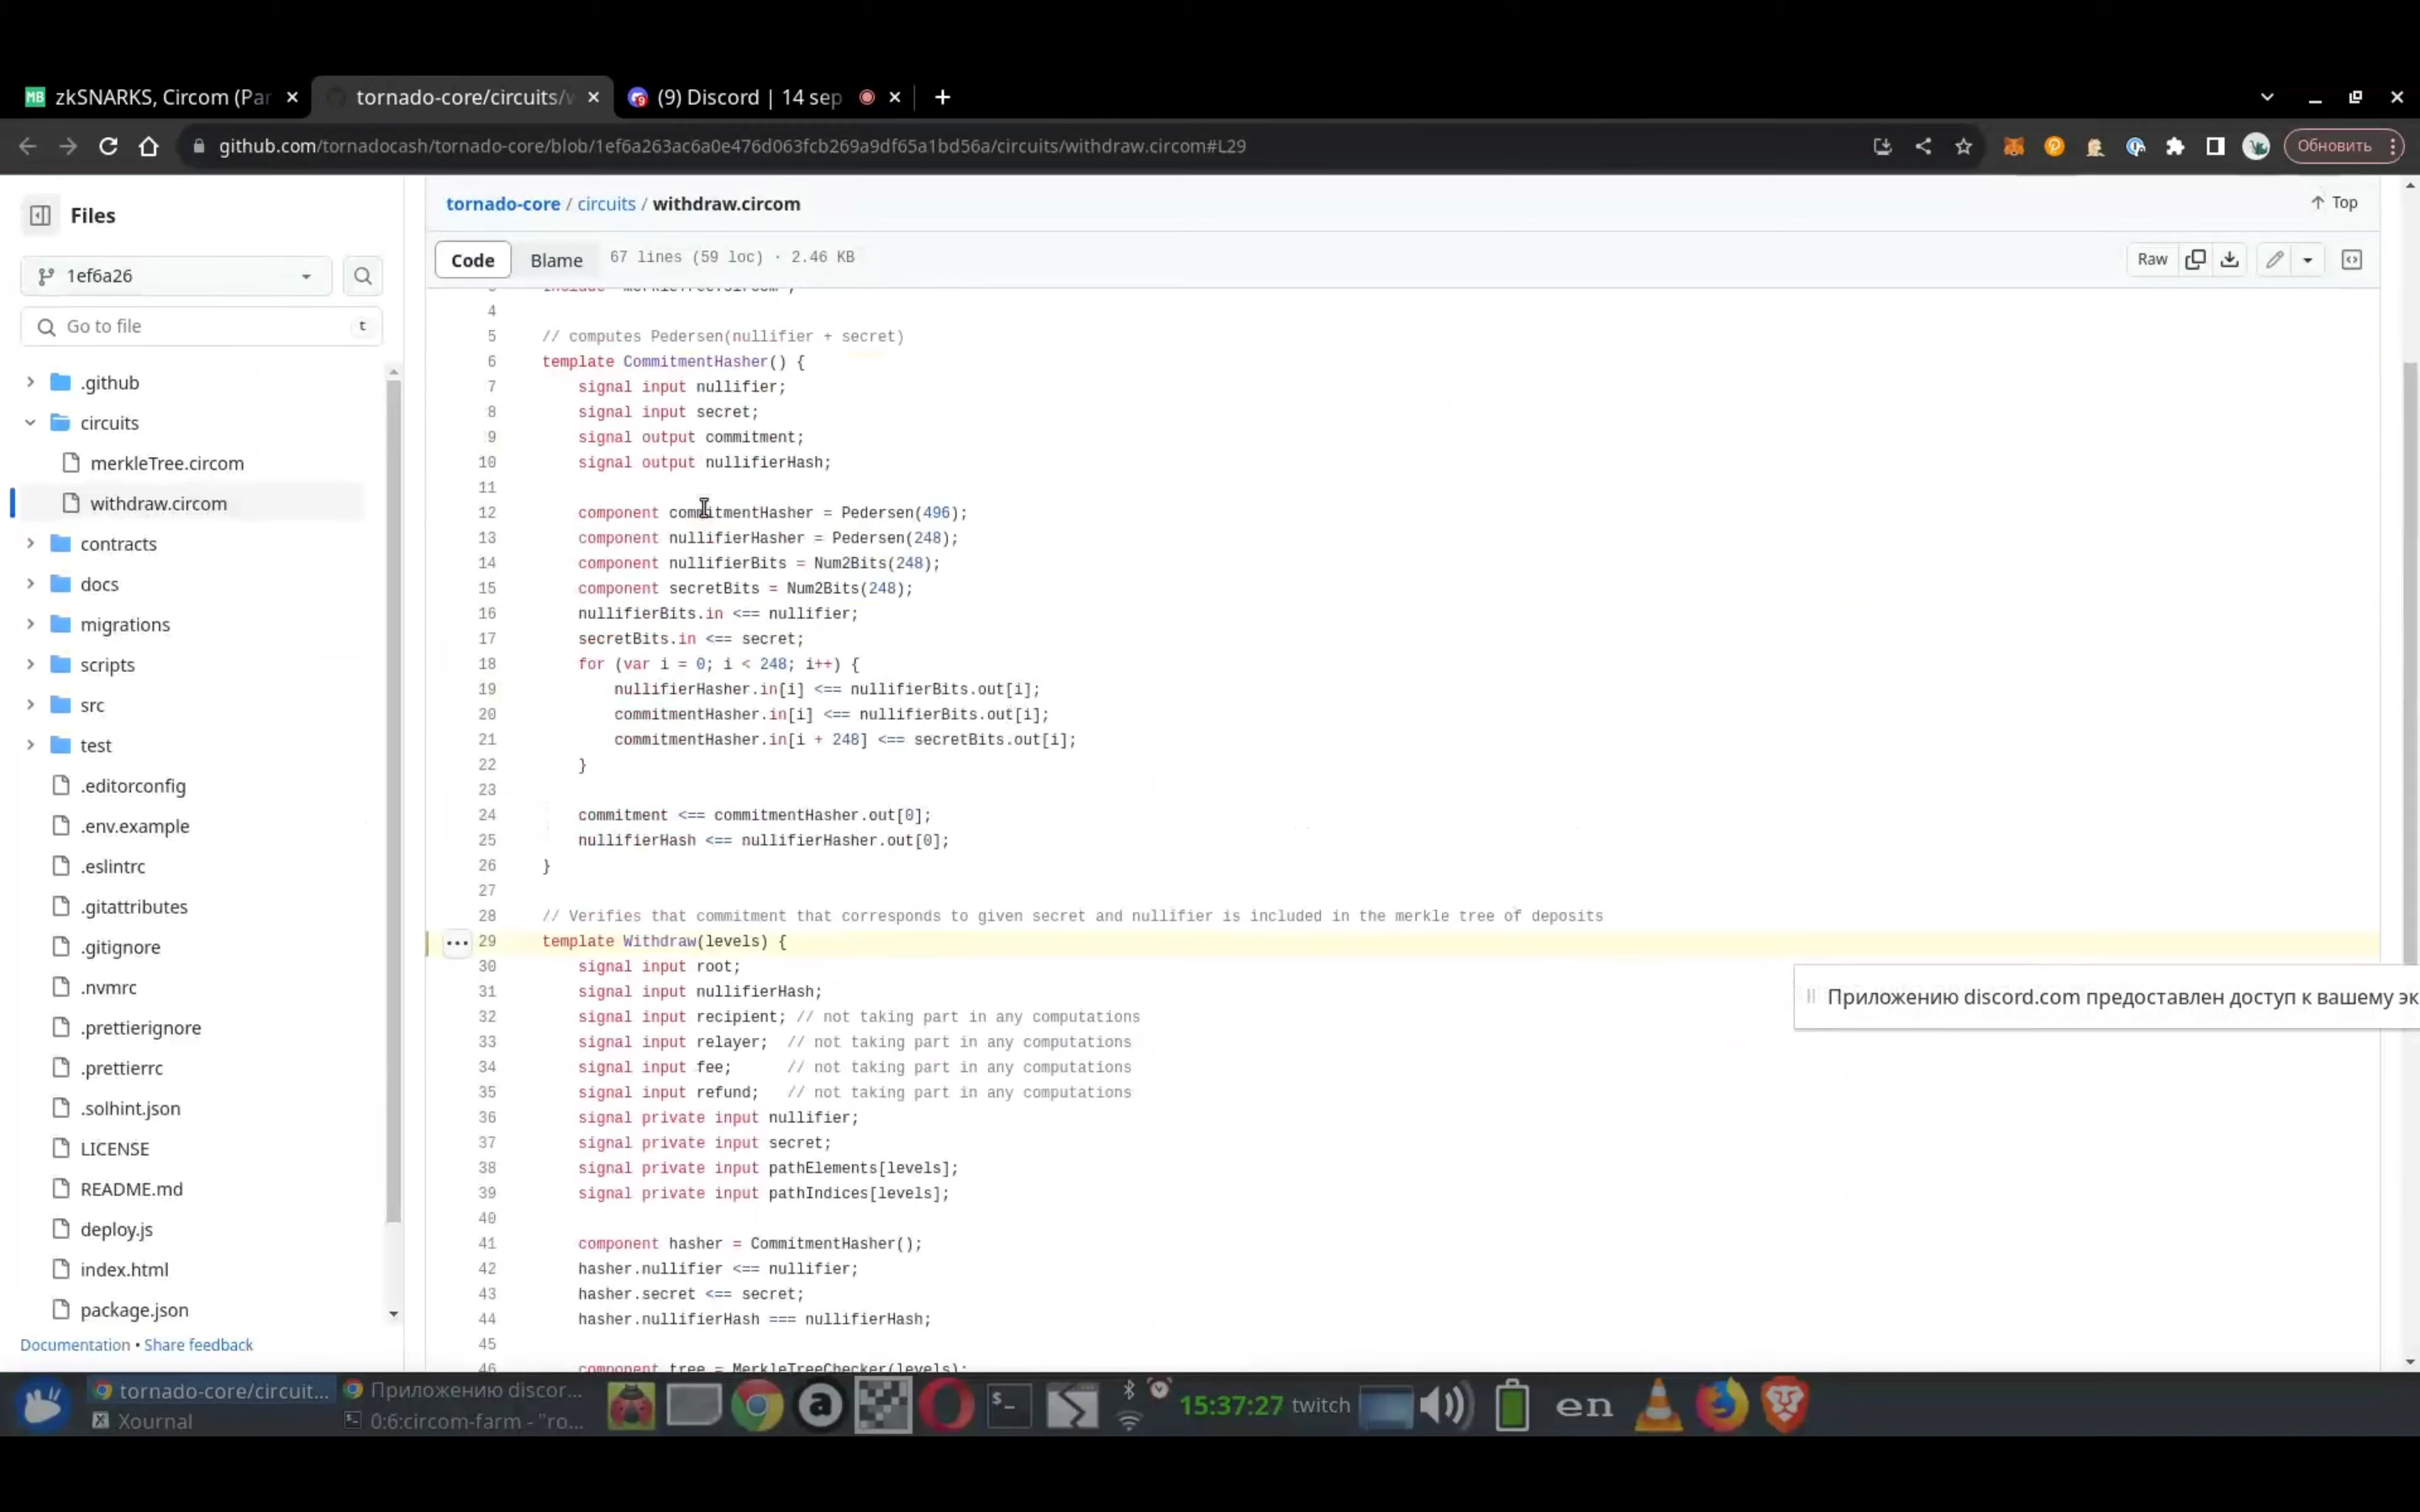 zkSNARKS, Circom (Par
tornado-core/circuits/w
(9) Discord | 14 sep
github.com/tornadocash/tornado-core/blob/1ef6a263ac6a0e476d063fcb269a9df65a1bd56a/circuits/withdraw.circom#L29
Обновить
Files
1ef6a26
Go to file
t
.github
circuits
merkleTree.circom
withdraw.circom
contracts
docs
migrations
scripts
src
test
.editorconfig
.env.example
.eslintrc
.gitattributes
.gitignore
.nvmrc
.prettierignore
.prettierrc
.solhint.json
LICENSE
README.md
deploy.js
index.html
package.json
Documentation • Share feedback
tornado-core / circuits / withdraw.circom
Top
Code
Blame
67 lines (59 loc) · 2.46 KB
Raw
4
5 // computes Pedersen(nullifier + secret)
6 template CommitmentHasher() {
7 signal input nullifier;
8 signal input secret;
9 signal output commitment;
10 signal output nullifierHash;
11
12 component commitmentHasher = Pedersen(496);
13 component nullifierHasher = Pedersen(248);
14 component nullifierBits = Num2Bits(248);
15 component secretBits = Num2Bits(248);
16 nullifierBits.in <== nullifier;
17 secretBits.in <== secret;
18 for (var i = 0; i < 248; i++) {
19 nullifierHasher.in[i] <== nullifierBits.out[i];
20 commitmentHasher.in[i] <== nullifierBits.out[i];
21 commitmentHasher.in[i + 248] <== secretBits.out[i];
22 }
23
24 commitment <== commitmentHasher.out[0];
25 nullifierHash <== nullifierHasher.out[0];
26 }
27
28 // Verifies that commitment that corresponds to given secret and nullifier is included in the merkle tree of deposits
29 template Withdraw(levels) {
30 signal input root;
31 signal input nullifierHash;
32 signal input recipient; // not taking part in any computations
33 signal input relayer; // not taking part in any computations
34 signal input fee; // not taking part in any computations
35 signal input refund; // not taking part in any computations
36 signal private input nullifier;
37 signal private input secret;
38 signal private input pathElements[levels];
39 signal private input pathIndices[levels];
40
41 component hasher = CommitmentHasher();
42 hasher.nullifier <== nullifier;
43 hasher.secret <== secret;
44 hasher.nullifierHash === nullifierHash;
45
46 component tree = MerkleTreeChecker(levels);
Приложению discord.com предоставлен доступ к вашему эк
tornado-core/circuit...
Приложению discor...
Xournal
0:6:circom-farm - "ro...
15:37:27
twitch
en